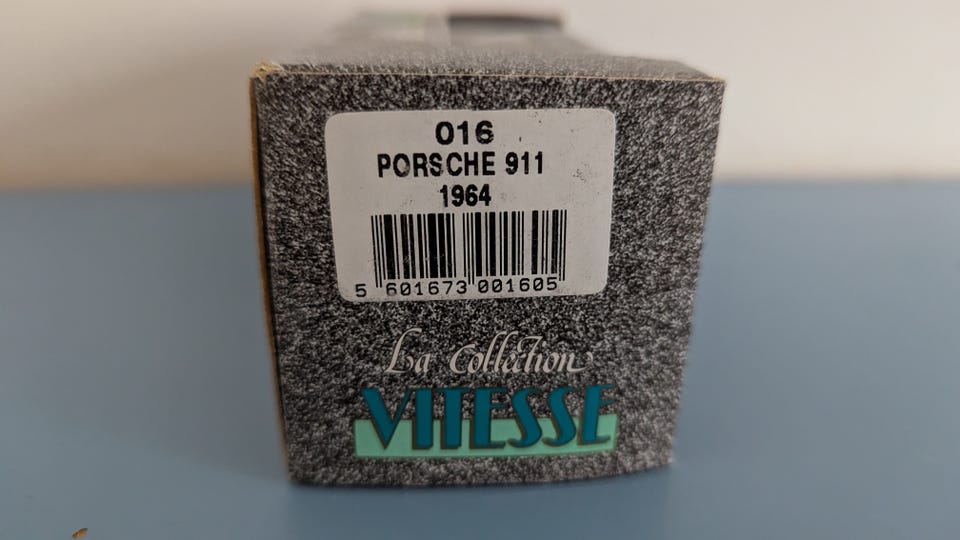 016
PORSCHE 911
1964
5 601673 001605
La Collection
VITESSE